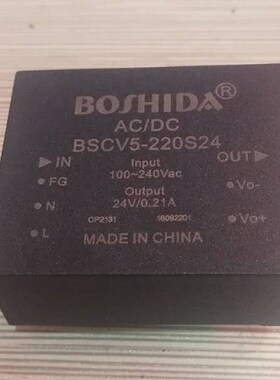 BOSHIDA®
AC/DC
BSCV5-220S24
IN Input OUT
FG 100~240Vac Vo-
N Output
24V/0.21A Vo+
L CP2131 16092201
MADE IN CHINA